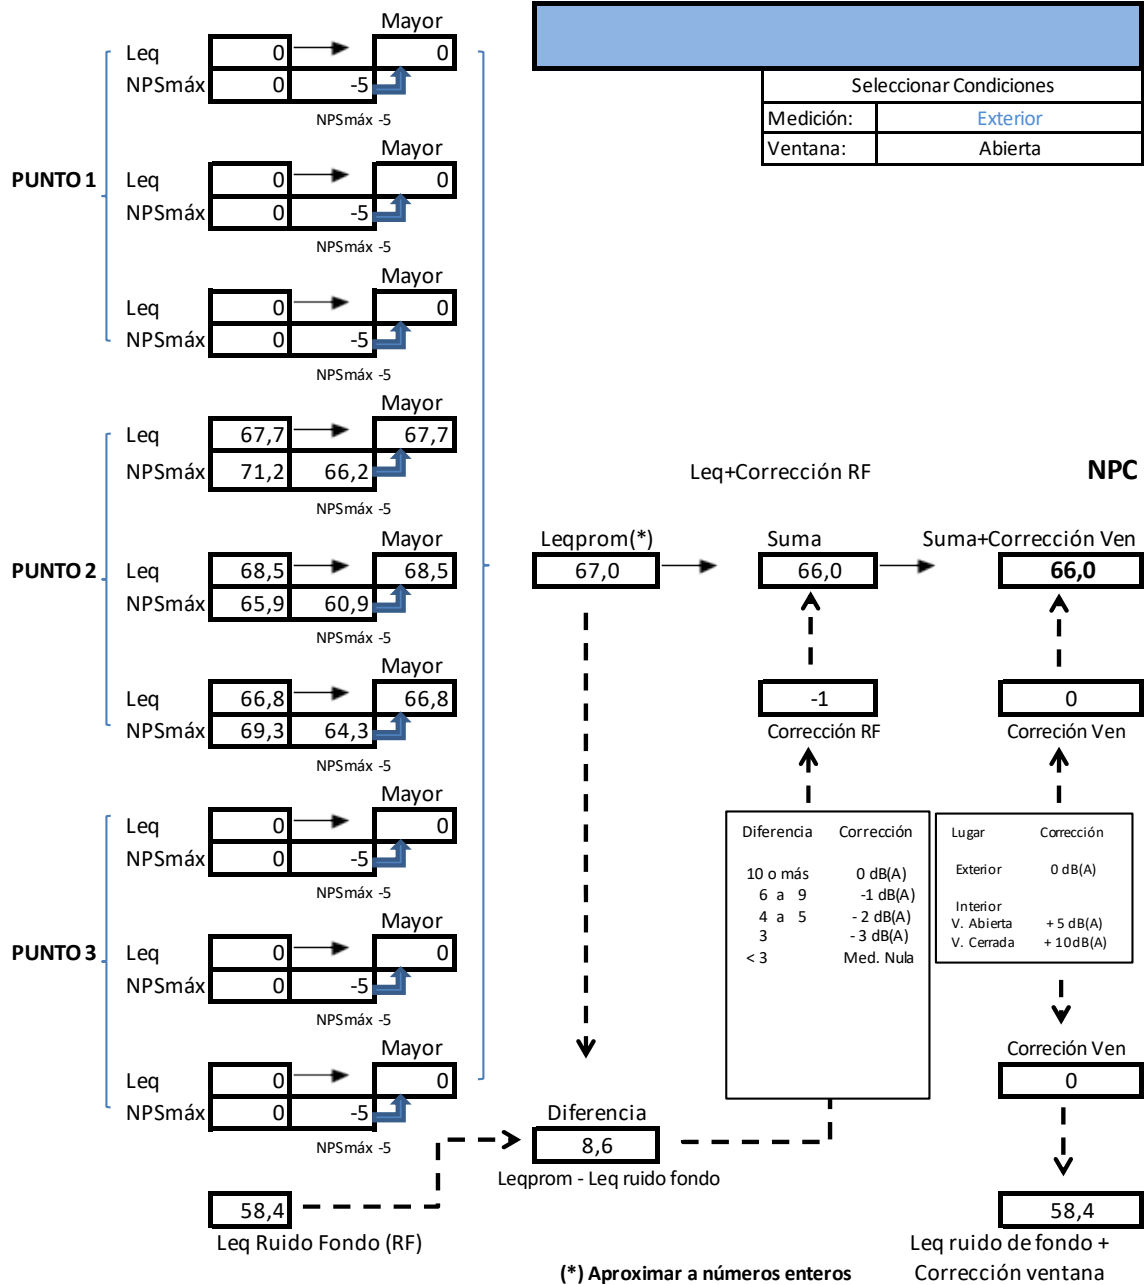 Mayor
Leq 0 0
NPSmáx 0 -5
NPSmáx -5
Seleccionar Condiciones
Medición: Exterior
Ventana: Abierta
Mayor
PUNTO 1
Leq 0 0
NPSmáx 0 -5
NPSmáx -5
Mayor
Leq 0 0
NPSmáx 0 -5
NPSmáx -5
Mayor
Leq 67,7 67,7
NPSmáx 71,2 66,2
NPSmáx -5
Mayor
PUNTO 2
Leq 68,5 68,5
NPSmáx 65,9 60,9
NPSmáx -5
Mayor
Leq 66,8 66,8
NPSmáx 69,3 64,3
NPSmáx -5
Mayor
Leq 0 0
NPSmáx 0 -5
NPSmáx -5
Mayor
PUNTO 3
Leq 0 0
NPSmáx 0 -5
NPSmáx -5
Mayor
Leq 0 0
NPSmáx 0 -5
NPSmáx -5
58,4
Leq Ruido Fondo (RF)
Leq+Corrección RF
NPC
Leqprom(*)
67,0
Suma
66,0
Suma+Corrección Ven
66,0
-1
Corrección RF
0
Correción Ven
Diferencia Corrección
10 o más 0 dB(A)
6 a 9 -1 dB(A)
4 a 5 - 2 dB(A)
3 - 3 dB(A)
< 3 Med. Nula
Lugar Corrección
Exterior 0 dB(A)
Interior
V. Abierta + 5 dB(A)
V. Cerrada + 10dB(A)
Correción Ven
0
Diferencia
8,6
Leqprom - Leq ruido fondo
58,4
Leq ruido de fondo +
Corrección ventana
(*) Aproximar a números enteros